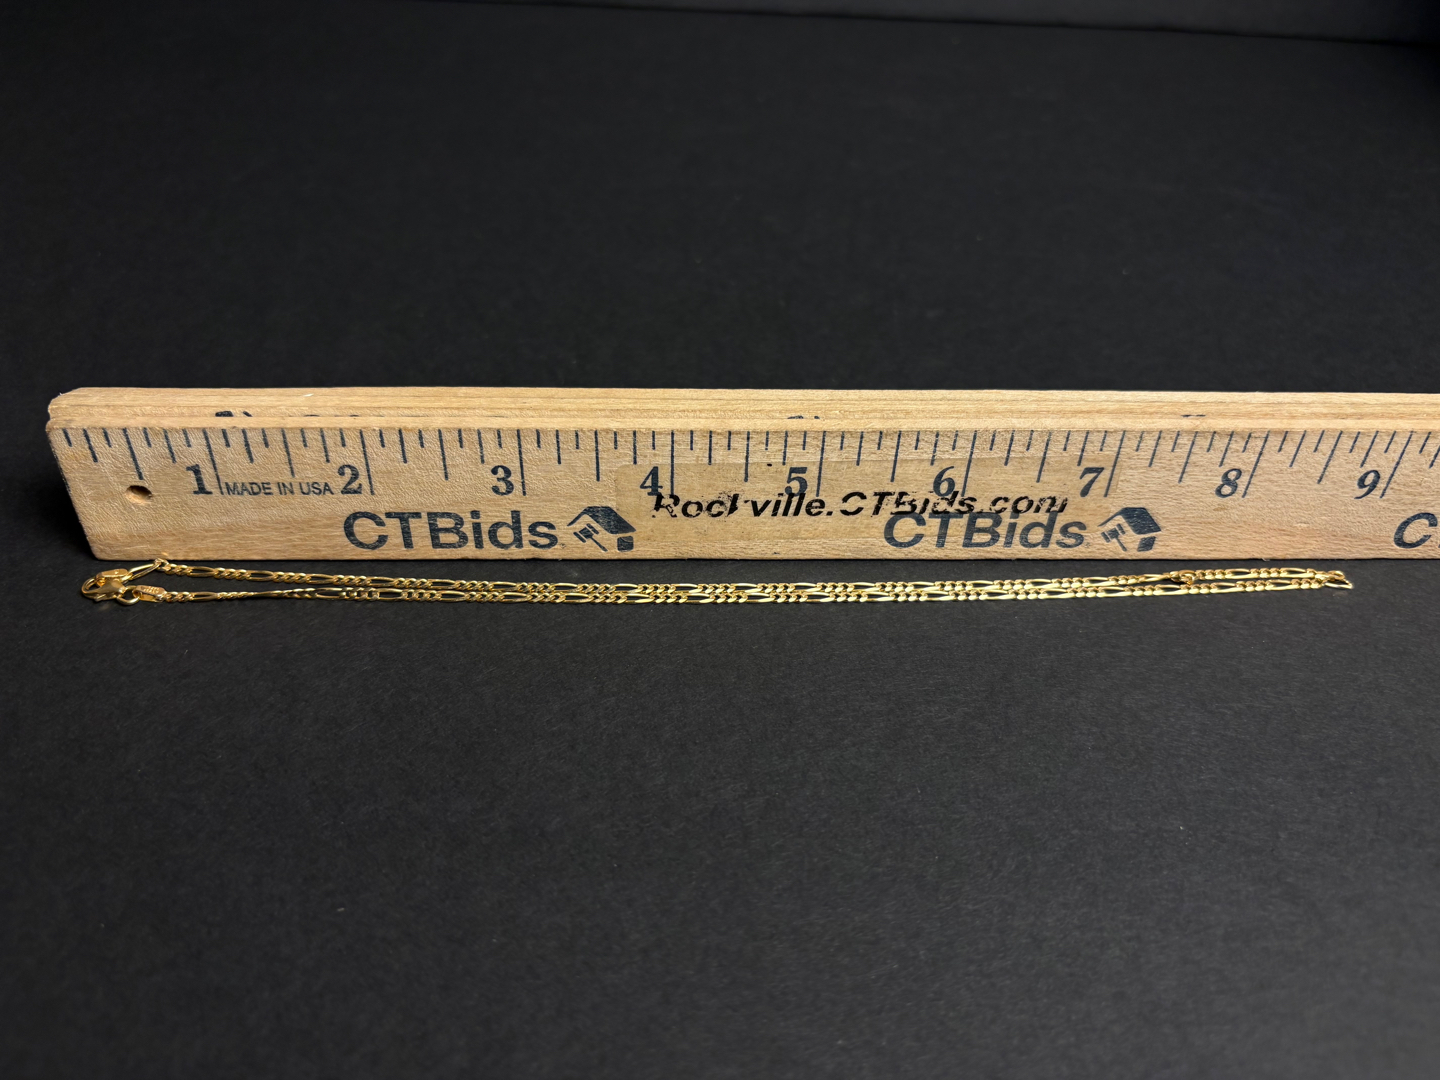 1 MADE IN USA 2 3 4 5 6 7 8 9
Rockville.CTBids.com
CTBids CTBids C